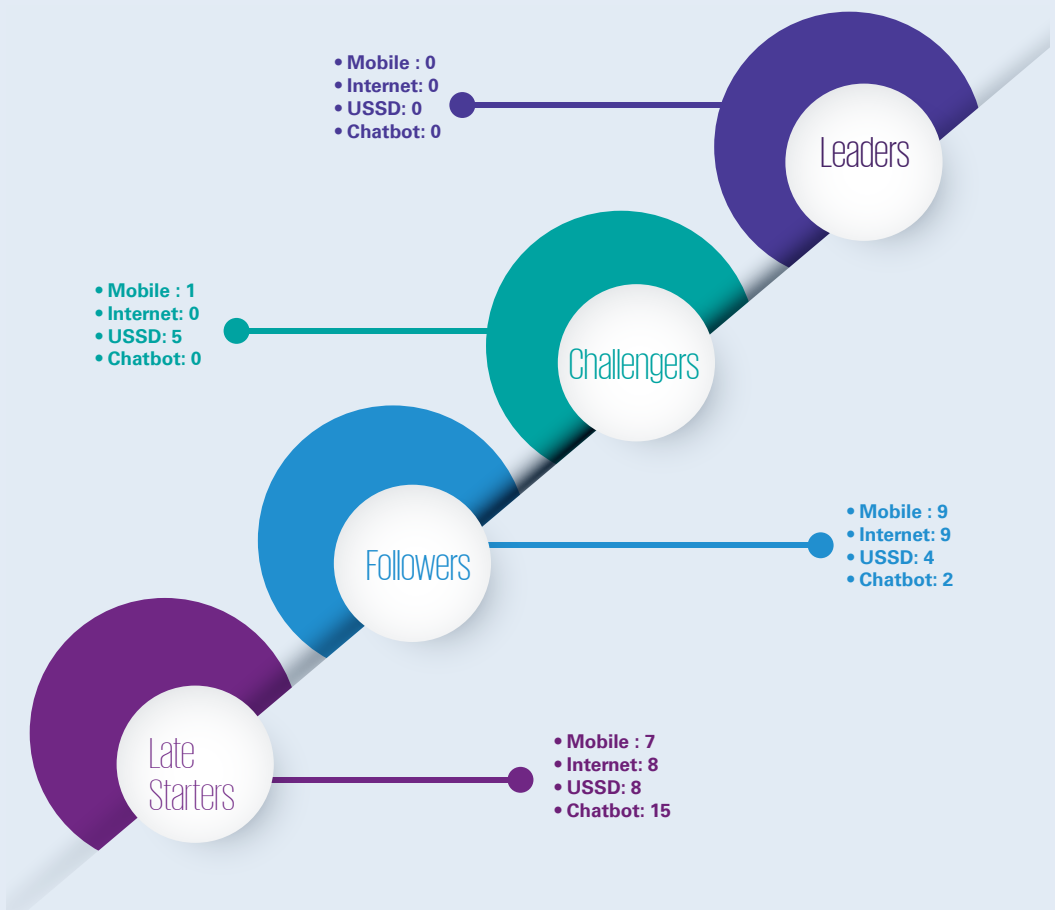 • Mobile : 0
• Internet: 0
• USSD: 0
• Chatbot: 0
Leaders
• Mobile : 1
• Internet: 0
• USSD: 5
• Chatbot: 0
Challengers
• Mobile : 9
• Internet: 9
• USSD: 4
• Chatbot: 2
Followers
• Mobile : 7
• Internet: 8
• USSD: 8
• Chatbot: 15
Late
Starters